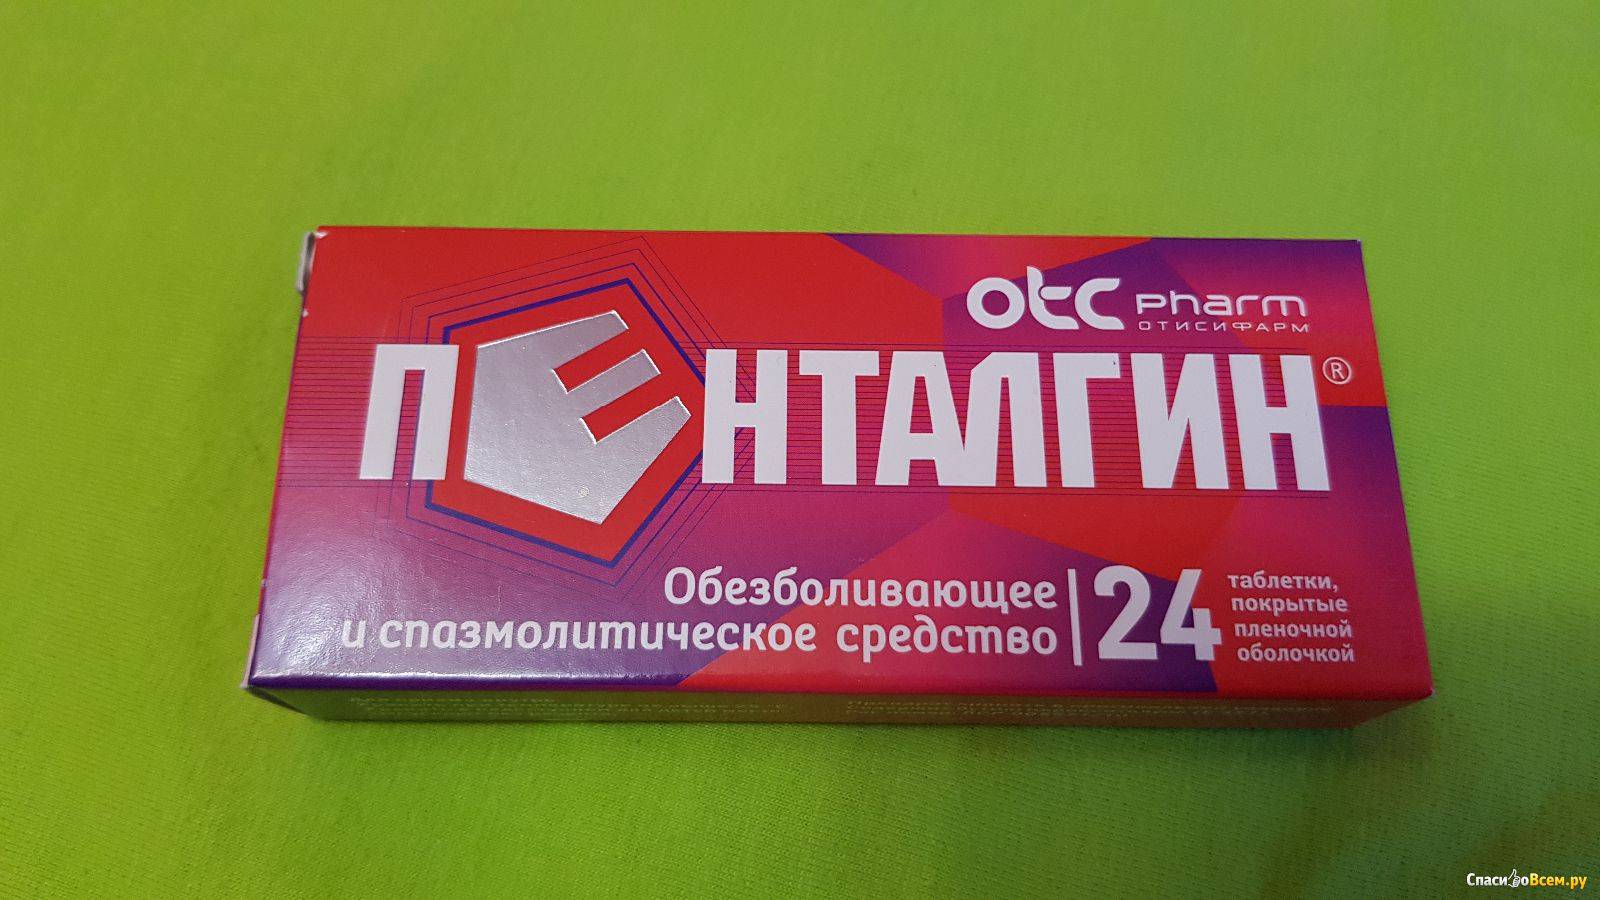 otc pharm
ОТИСИФАРМ
ПЕНТАЛГИН®
Обезболивающее
и спазмолитическое средство
24
таблетки,
покрытые
пленочной
оболочкой
СпасибоВсем.ру